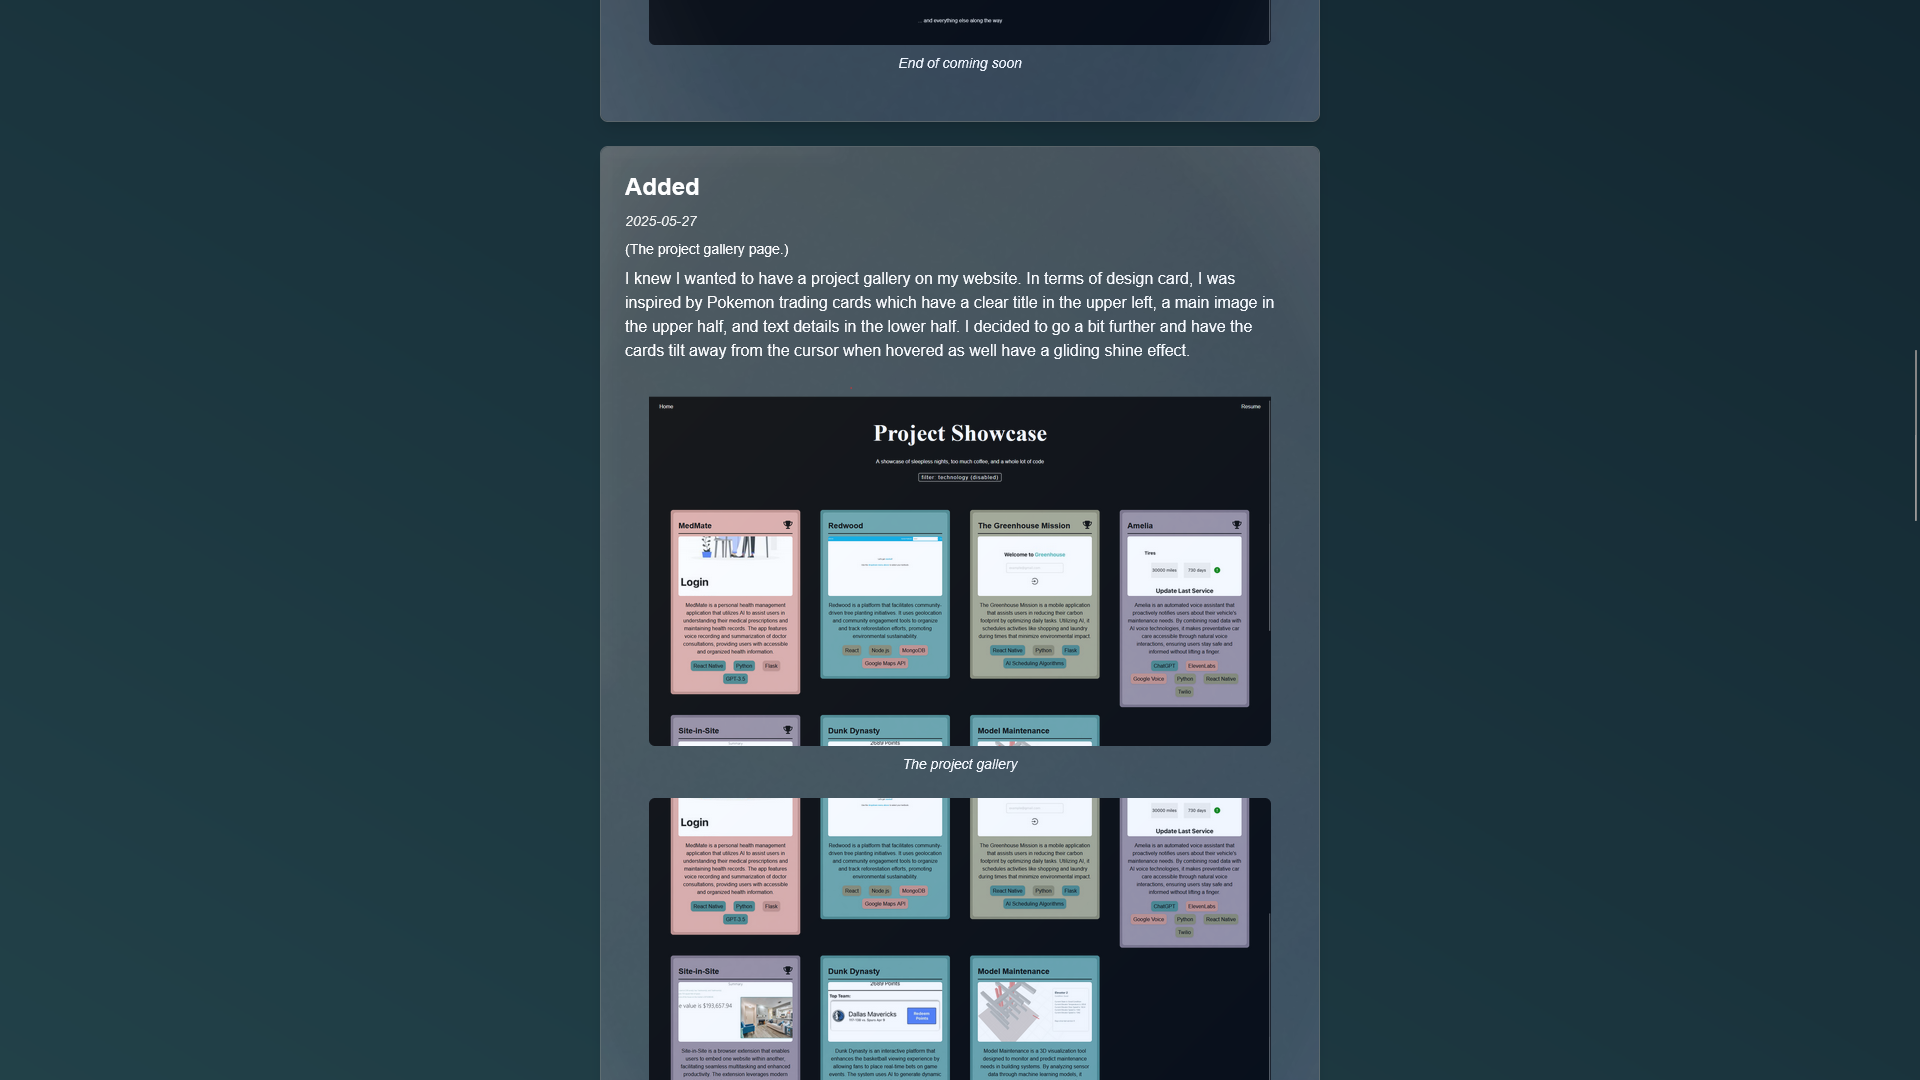 ... and everything else along the way
End of coming soon
Added
2025-05-27
(The project gallery page.)
I knew I wanted to have a project gallery on my website. In terms of design card, I was
inspired by Pokemon trading cards which have a clear title in the upper left, a main image in
the upper half, and text details in the lower half. I decided to go a bit further and have the
cards tilt away from the cursor when hovered as well have a gliding shine effect.
Home
Resume
Project Showcase
A showcase of sleepless nights, too much coffee, and a whole lot of code
filter: technology (disabled)
MedMate
Login
MedMate is a personal health management
application that utilizes AI to assist users in
understanding their medical prescriptions and
maintaining health records. The app features
voice recording and summarization of doctor
consultations, providing users with accessible
and organized health information.
React Native Python Flask
GPT-3.5
Redwood
Redwood is a platform that facilitates community-
driven tree planting initiatives. It uses geolocation
and community engagement tools to organize
and track reforestation efforts, promoting
environmental sustainability.
React Node.js MongoDB
Google Maps API
The Greenhouse Mission
Welcome to Greenhouse
The Greenhouse Mission is a mobile application
that assists users in reducing their carbon
footprint by optimizing daily tasks. Utilizing AI, it
schedules activities like shopping and laundry
during times that minimize environmental impact.
React Native Python Flask
AI Scheduling Algorithms
Amelia
Tires
30000 miles 730 days
Update Last Service
Amelia is an automated voice assistant that
proactively notifies users about their vehicle's
maintenance needs. By combining road data with
AI voice technologies, it makes preventative car
care accessible through natural voice
interactions, ensuring users stay safe and
informed without lifting a finger.
ChatGPT ElevenLabs
Google Voice Python React Native
Twilio
Site-in-Site
Summary
Dunk Dynasty
2689 Points
Model Maintenance
The project gallery
Login
MedMate is a personal health management
application that utilizes AI to assist users in
understanding their medical prescriptions and
maintaining health records. The app features
voice recording and summarization of doctor
consultations, providing users with accessible
and organized health information.
React Native Python Flask
GPT-3.5
Redwood is a platform that facilitates community-
driven tree planting initiatives. It uses geolocation
and community engagement tools to organize
and track reforestation efforts, promoting
environmental sustainability.
React Node.js MongoDB
Google Maps API
The Greenhouse Mission is a mobile application
that assists users in reducing their carbon
footprint by optimizing daily tasks. Utilizing AI, it
schedules activities like shopping and laundry
during times that minimize environmental impact.
React Native Python Flask
AI Scheduling Algorithms
30000 miles 730 days
Update Last Service
Amelia is an automated voice assistant that
proactively notifies users about their vehicle's
maintenance needs. By combining road data with
AI voice technologies, it makes preventative car
care accessible through natural voice
interactions, ensuring users stay safe and
informed without lifting a finger.
ChatGPT ElevenLabs
Google Voice Python React Native
Twilio
Site-in-Site
Summary
e value is $193,657.94
Site-in-Site is a browser extension that enables
users to embed one website within another,
facilitating seamless multitasking and enhanced
productivity. The extension leverages modern
Dunk Dynasty
2689 Points
Top Team:
Dallas Mavericks
Redeem
Points
Dunk Dynasty is an interactive platform that
enhances the basketball viewing experience by
allowing fans to place real-time bets on game
events. The system uses AI to generate dynamic
Model Maintenance
Model Maintenance is a 3D visualization tool
designed to monitor and predict maintenance
needs in building systems. By analyzing sensor
data through machine learning models, it